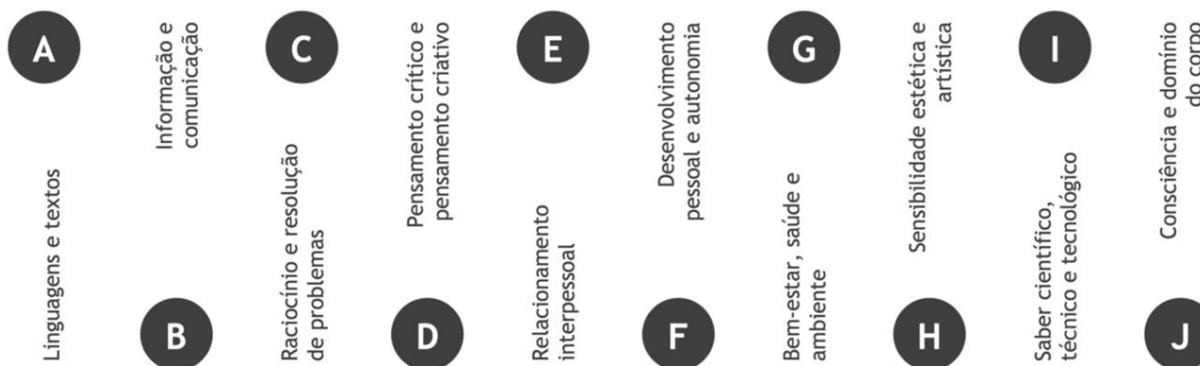 A
Linguagens e textos
B
Informação e
comunicação
C
Raciocínio e resolução
de problemas
D
Pensamento crítico e
pensamento criativo
E
Relacionamento
interpessoal
F
Desenvolvimento
pessoal e autonomia
G
Bem-estar, saúde e
ambiente
H
Sensibilidade estética e
artística
I
Saber científico,
técnico e tecnológico
J
Consciência e domínio
do corpo